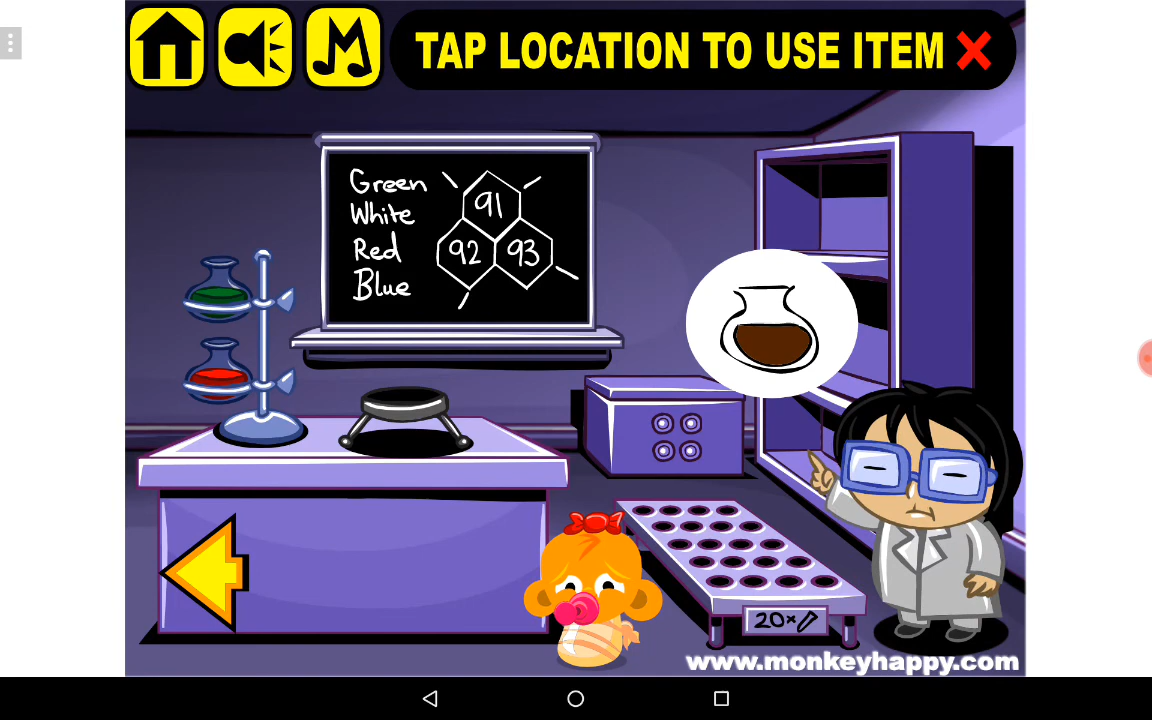 TAP LOCATION TO USE ITEM
Green
White
Red
Blue
91
92 93
20×
www.monkeyhappy.com